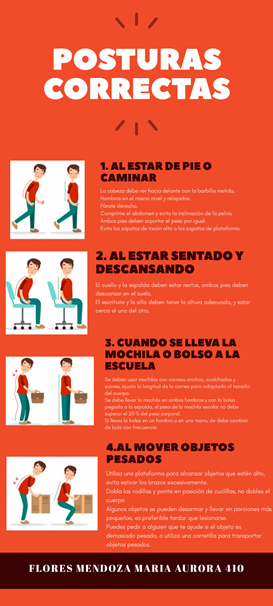 POSTURAS
CORRECTAS
1. AL ESTAR DE PIE O
CAMINAR
La cabeza debe ver hacia delante con la barbilla metida.
Hombros en el mismo nivel y relajados.
Párate derecho.
Comprime el abdomen y evita la inclinación de la pelvis.
Ambos pies deben soportar el peso por igual.
Evita los zapatos de tacón alto o los zapatos de plataforma.
2. AL ESTAR SENTADO Y
DESCANSANDO
El cuello y la espalda deben estar rectos, ambos pies deben
descansar en el suelo.
El escritorio y la silla deben tener la altura adecuada, y estar
cerca el uno del otro.
3. CUANDO SE LLEVA LA
MOCHILA O BOLSO A LA
ESCUELA
Se deben usar mochilas con correas anchas, acolchadas y
suaves, ajusta la longitud de la correa para adaptarla al tamaño
del cuerpo.
Se debe llevar la mochila en ambos hombros y con la bolsa
pegada a la espalda, el peso de la mochila escolar no debe
superar el 20 % del peso corporal.
Si llevas la bolsa en un hombro o en una mano, de debe cambiar
de lado con frecuencia.
4.AL MOVER OBJETOS
PESADOS
Utiliza una plataforma para alcanzar objetos que estén alto,
evita estirar los brazos excesivamente.
Dobla las rodillas y ponte en posición de cuclillas, no dobles el
cuerpo
Algunos objetos se pueden desarmar y llevar en porciones más
pequeñas, es preferible tardar que lesionarse.
Puedes pedir a alguien que te ayude si el objeto es
demasiado pesado, o utiliza una carretilla para transportar
objetos pesados.
FLORES MENDOZA MARIA AURORA 410